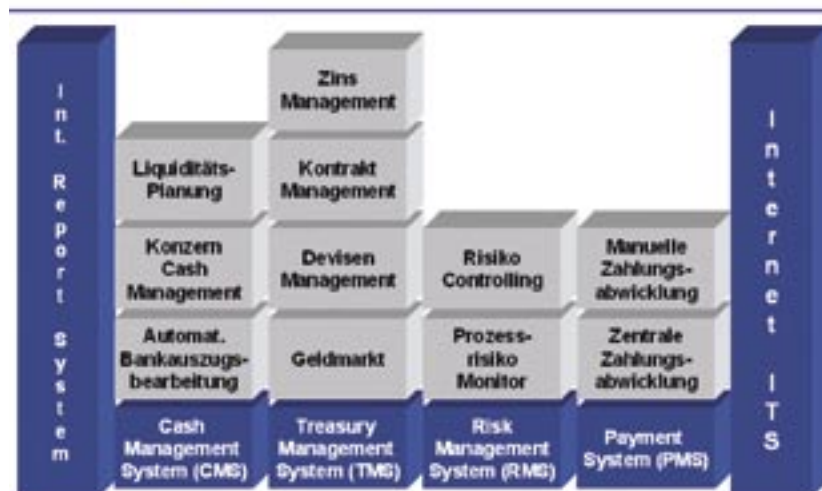 Int. Report System
Zins
Management
Liquiditäts-
Planung
Kontrakt
Management
Konzern
Cash
Management
Devisen
Management
Risiko
Controlling
Manuelle
Zahlungs-
abwicklung
Automat.
Bankauszugs-
bearbeitung
Geldmarkt
Prozess-
risiko
Monitor
Zentrale
Zahlungs-
abwicklung
Cash
Management
System (CMS)
Treasury
Management
System (TMS)
Risk
Management
System (RMS)
Payment
System (PMS)
Internet ITS